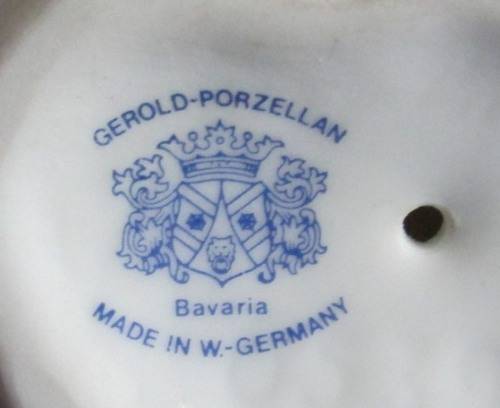 GEROLD-PORZELLAN
Bavaria
MADE IN W.-GERMANY